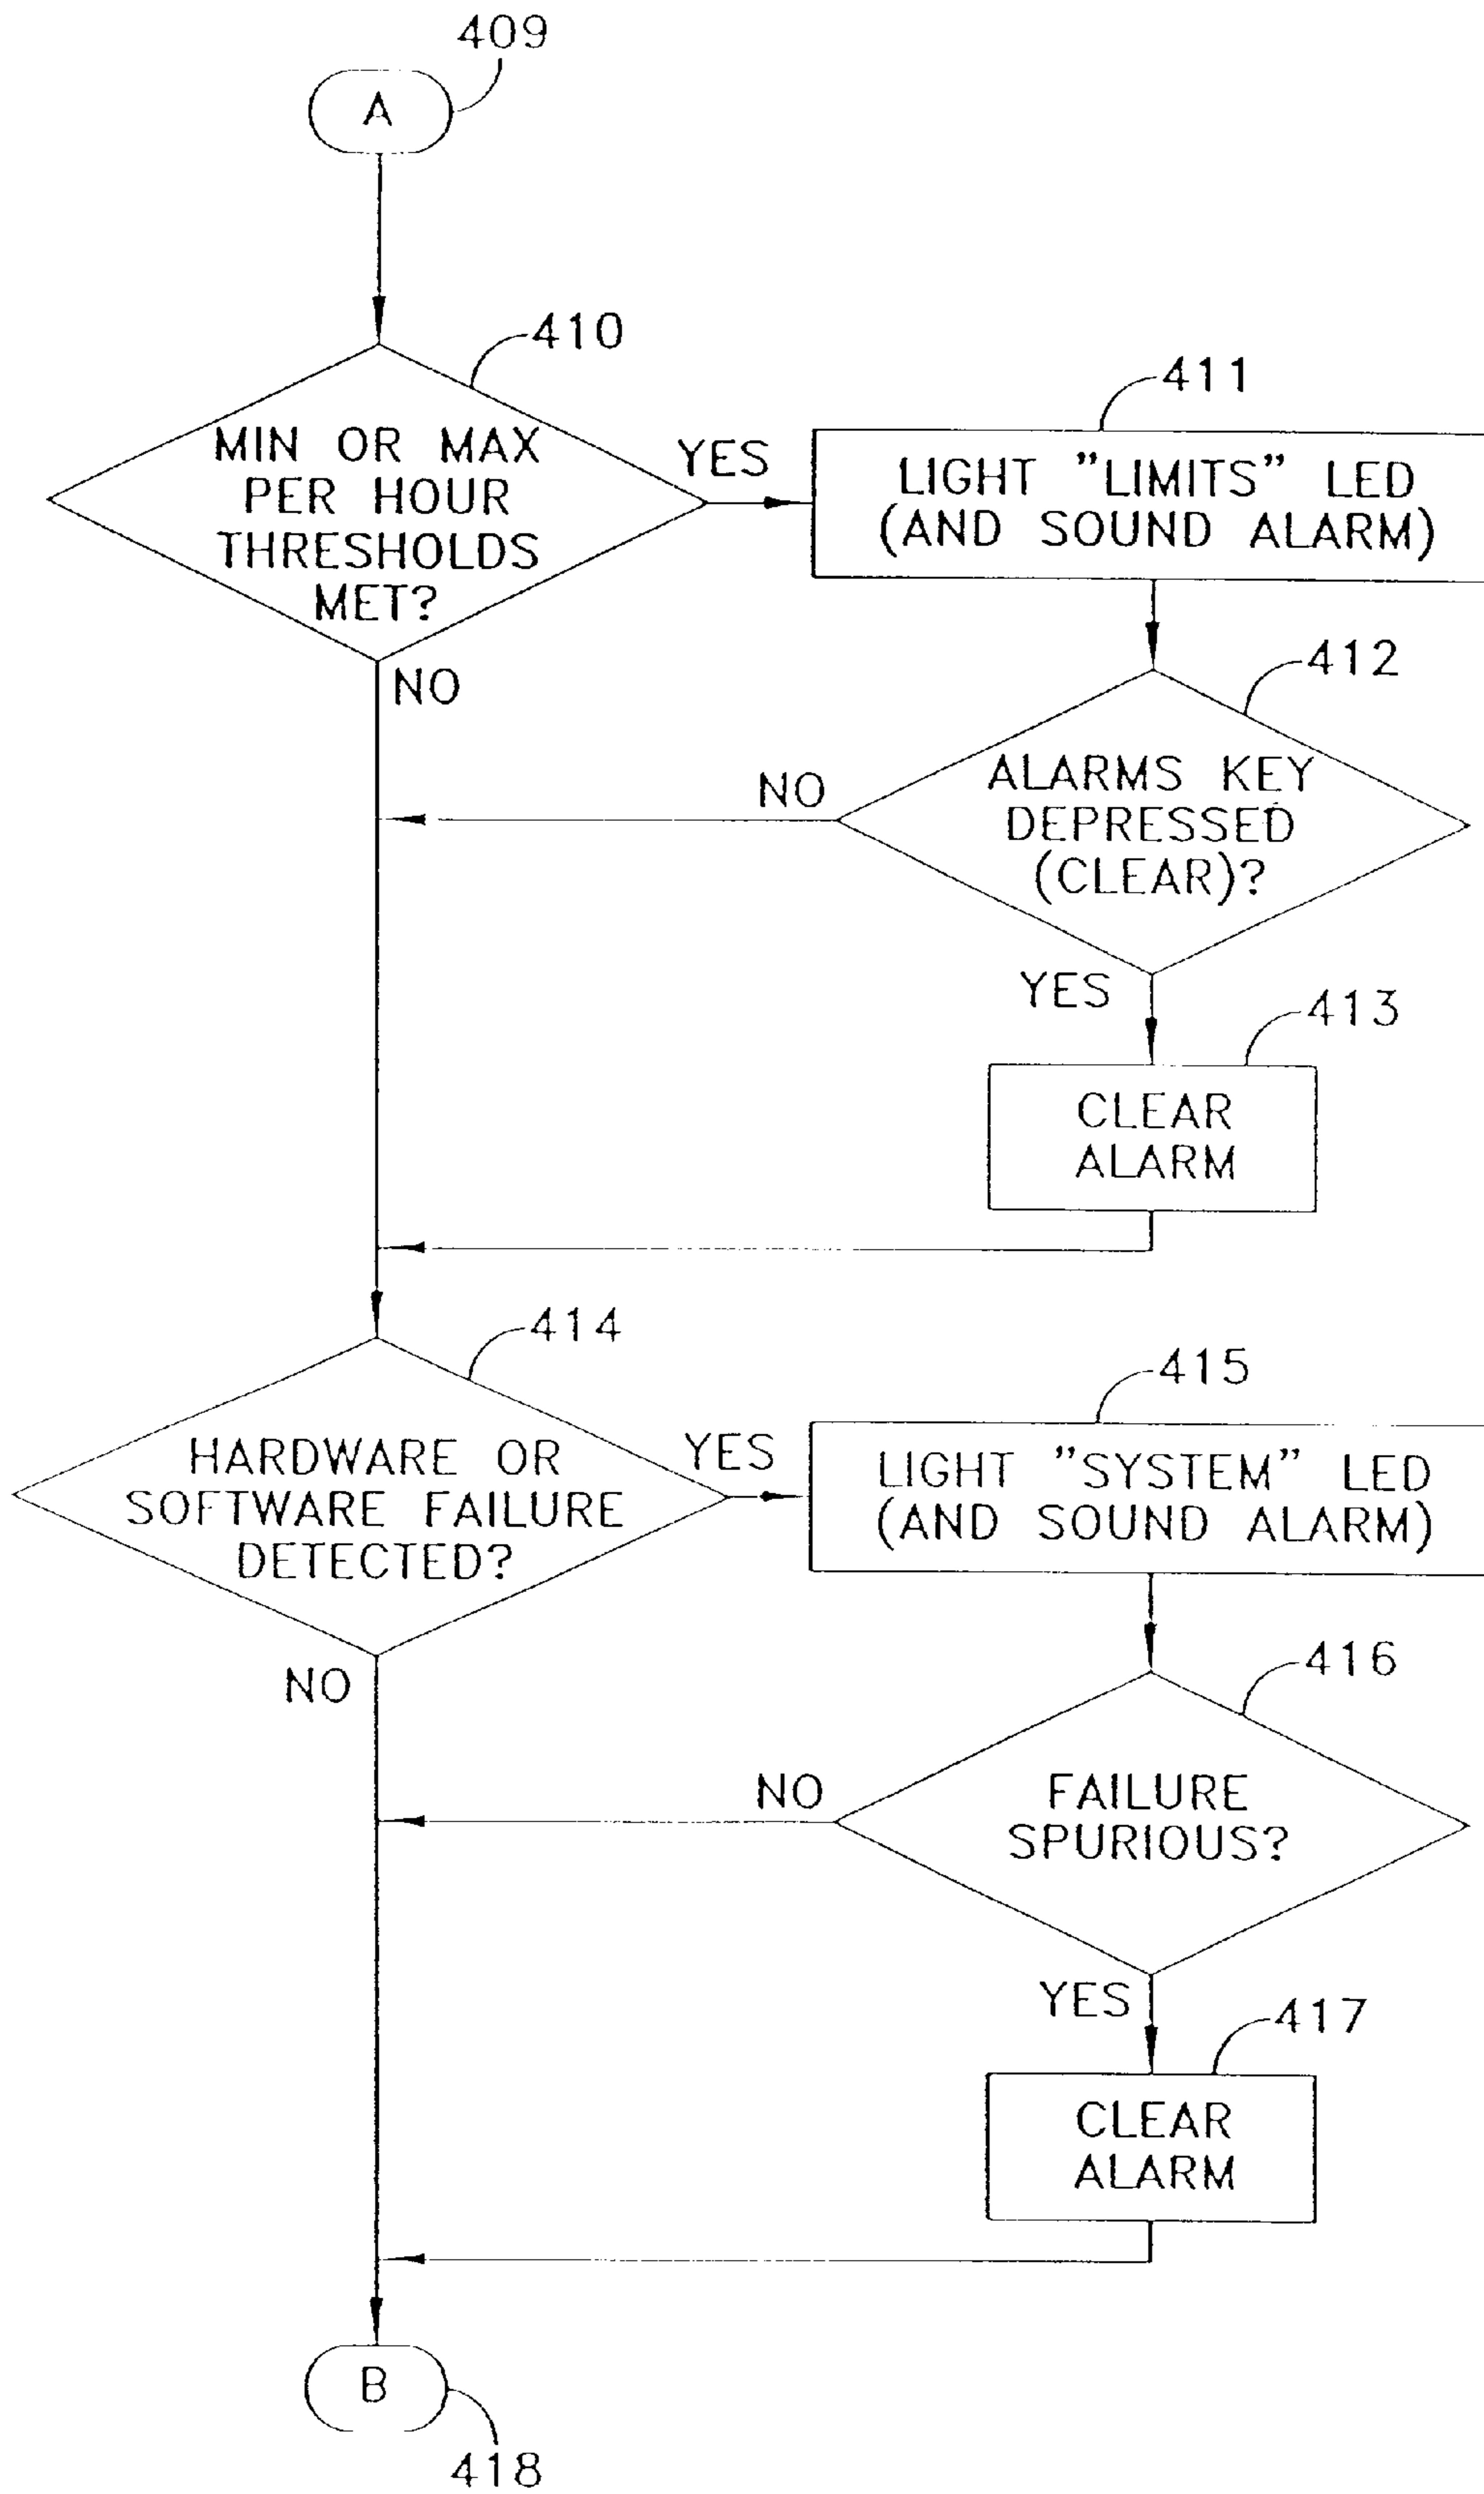 409
A
410
MIN OR MAX
PER HOUR
THRESHOLDS
MET?
YES
411
LIGHT "LIMITS" LED
(AND SOUND ALARM)
NO
412
ALARMS KEY
DEPRESSED
(CLEAR)?
NO
YES
413
CLEAR
ALARM
414
HARDWARE OR
SOFTWARE FAILURE
DETECTED?
YES
415
LIGHT "SYSTEM" LED
(AND SOUND ALARM)
NO
416
FAILURE
SPURIOUS?
NO
YES
417
CLEAR
ALARM
B
418